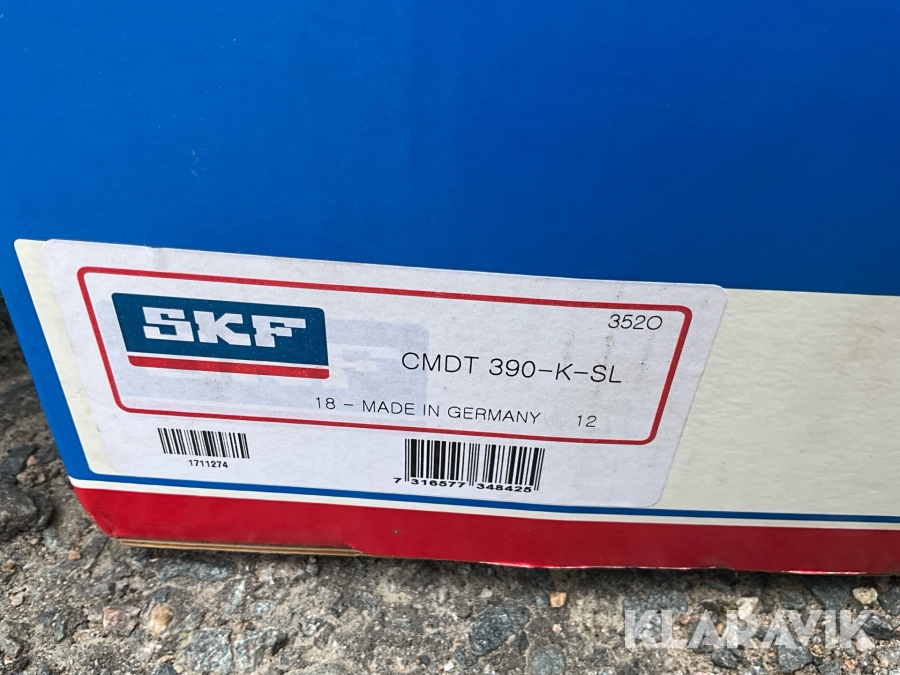 SKF
3520
CMDT 390-K-SL
18 - MADE IN GERMANY 12
1711274
7 316577 348425
KLARAVIK